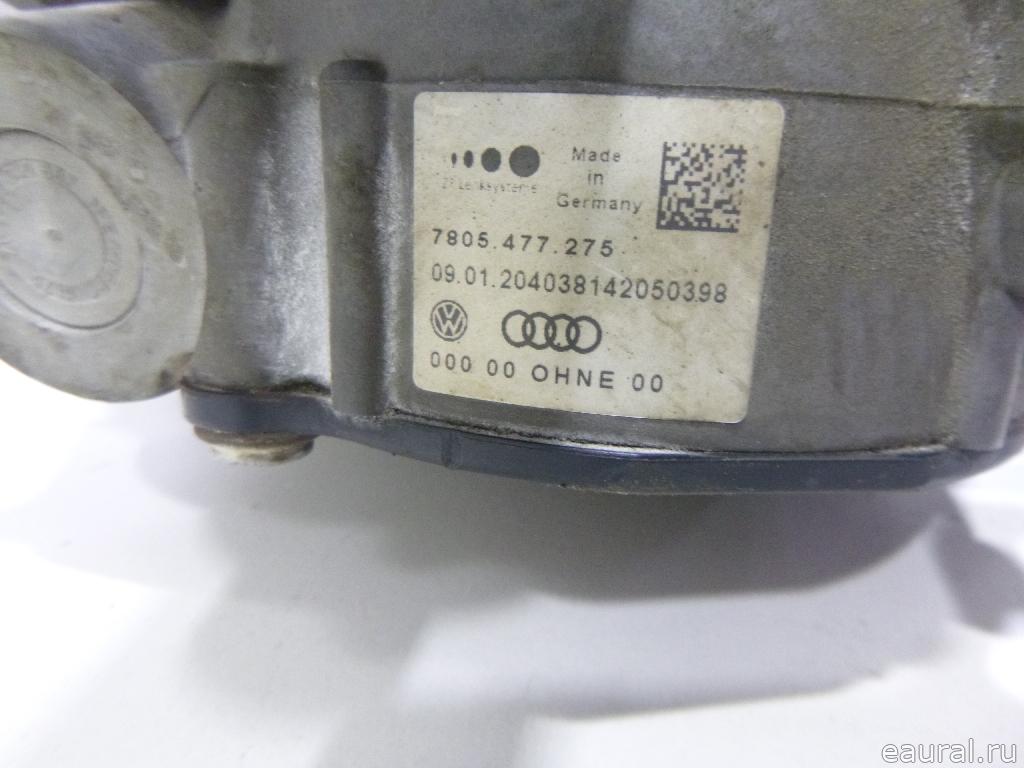 ZF Lenksysteme
Made
in
Germany
7805.477.275
09.01.204038142050398
000 00 OHNE 00
eaural.ru